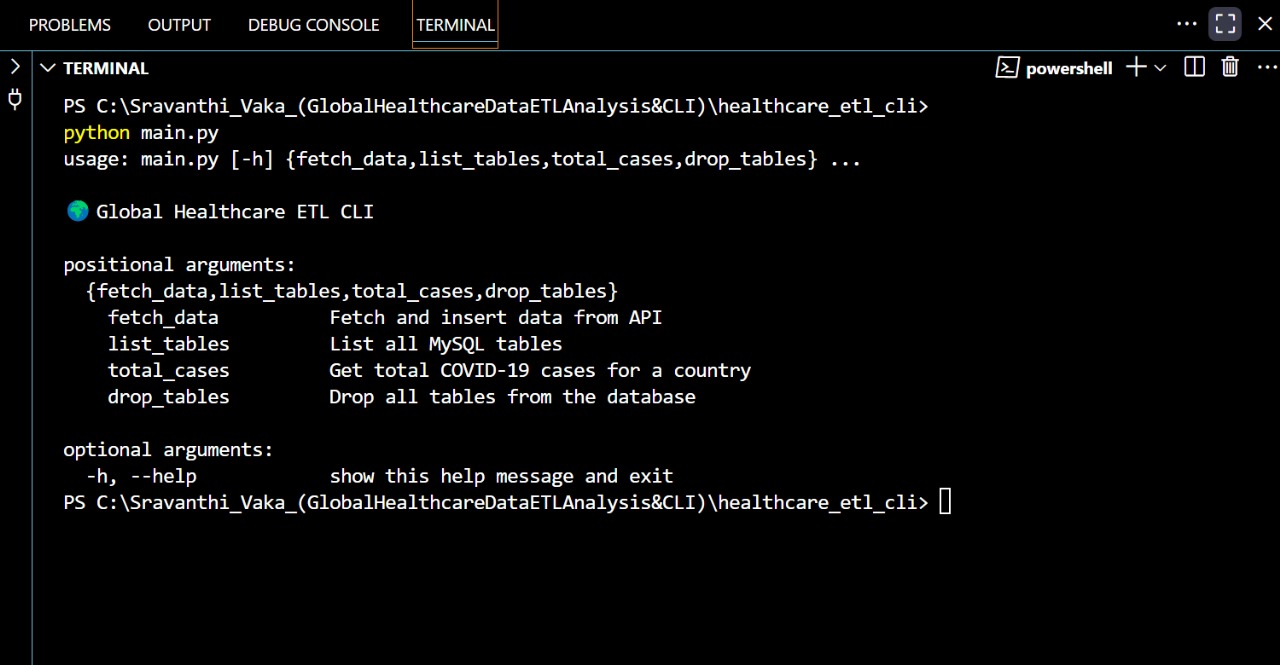 PROBLEMS OUTPUT DEBUG CONSOLE TERMINAL ...
TERMINAL powershell ...
PS C:\Sravanthi_Vaka_(GlobalHealthcareDataETLAnalysis&CLI)\healthcare_etl_cli>
python main.py
usage: main.py [-h] {fetch_data,list_tables,total_cases,drop_tables} ...
🌍 Global Healthcare ETL CLI
positional arguments:
{fetch_data,list_tables,total_cases,drop_tables}
fetch_data Fetch and insert data from API
list_tables List all MySQL tables
total_cases Get total COVID-19 cases for a country
drop_tables Drop all tables from the database
optional arguments:
-h, --help show this help message and exit
PS C:\Sravanthi_Vaka_(GlobalHealthcareDataETLAnalysis&CLI)\healthcare_etl_cli>